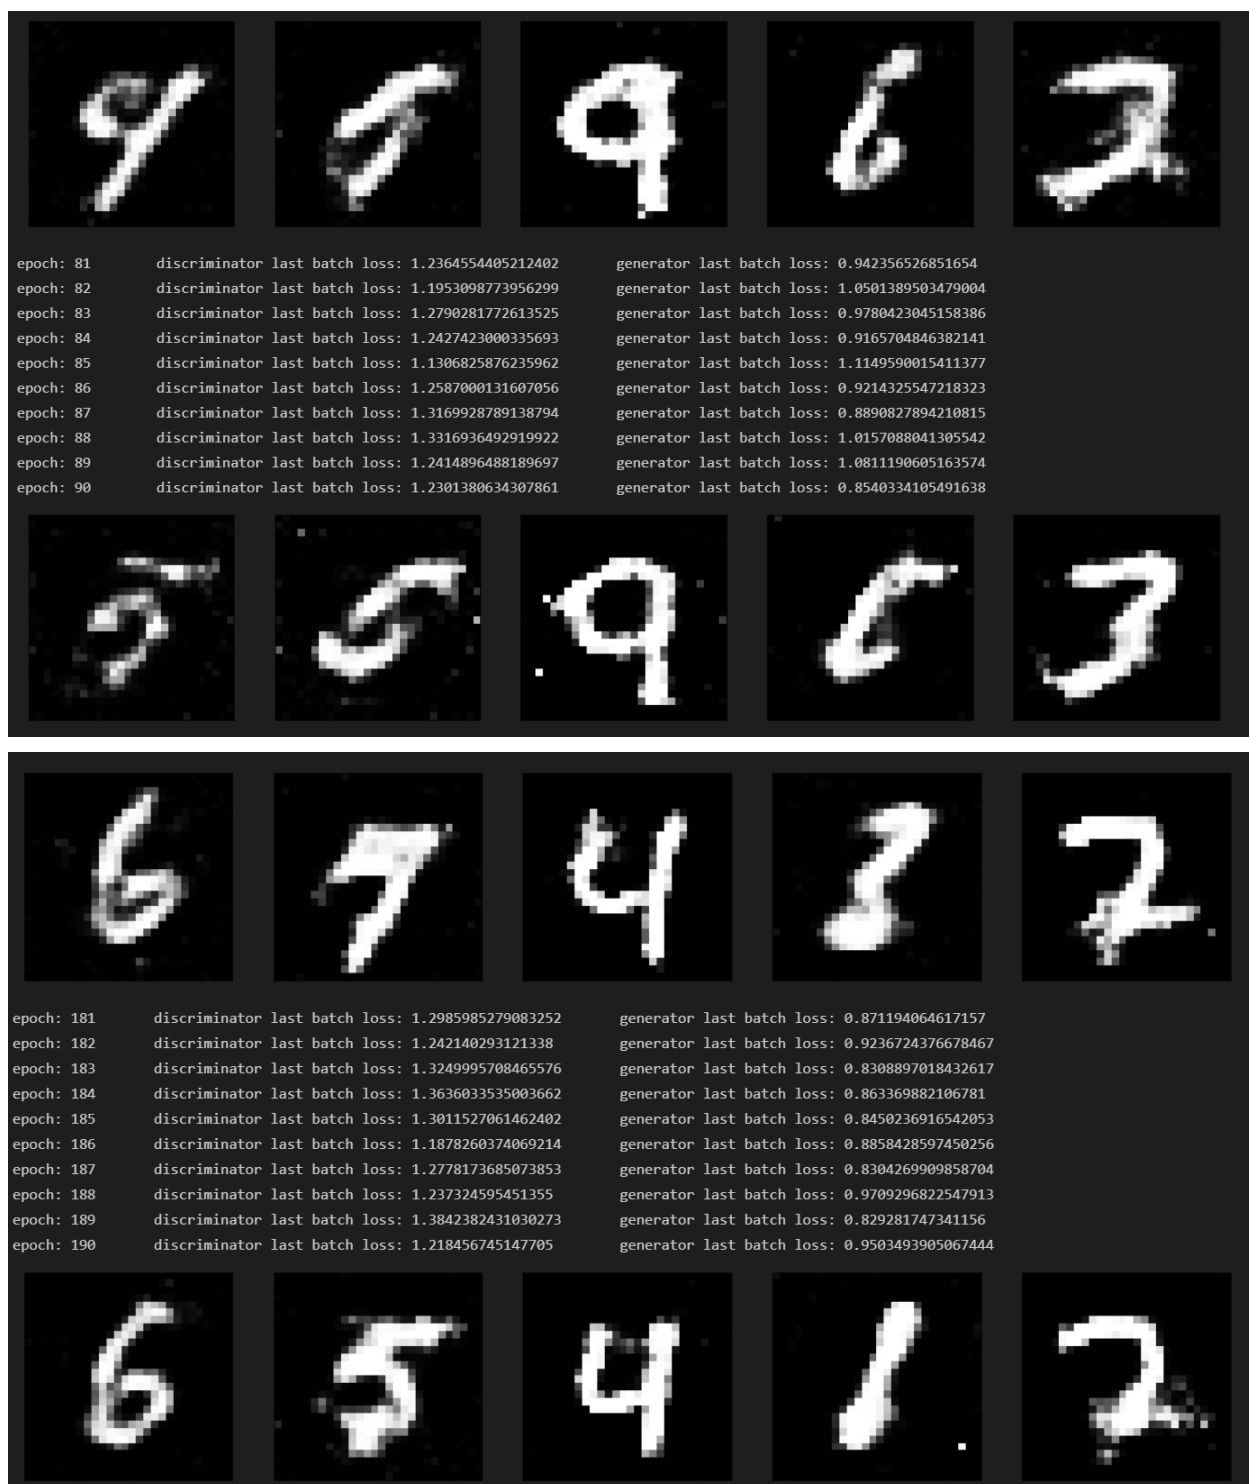 epoch: 81 discriminator last batch loss: 1.2364554405212402 generator last batch loss: 0.942356526851654
epoch: 82 discriminator last batch loss: 1.1953098773956299 generator last batch loss: 1.0501389503479004
epoch: 83 discriminator last batch loss: 1.2790281772613525 generator last batch loss: 0.9780423045158386
epoch: 84 discriminator last batch loss: 1.2427423000335693 generator last batch loss: 0.9165704846382141
epoch: 85 discriminator last batch loss: 1.1306825876235962 generator last batch loss: 1.1149590015411377
epoch: 86 discriminator last batch loss: 1.2587000131607056 generator last batch loss: 0.9214325547218323
epoch: 87 discriminator last batch loss: 1.3169928789138794 generator last batch loss: 0.8890827894210815
epoch: 88 discriminator last batch loss: 1.3316936492919922 generator last batch loss: 1.0157088041305542
epoch: 89 discriminator last batch loss: 1.2414896488189697 generator last batch loss: 1.0811190605163574
epoch: 90 discriminator last batch loss: 1.2301380634307861 generator last batch loss: 0.8540334105491638
epoch: 181 discriminator last batch loss: 1.2985985279083252 generator last batch loss: 0.871194064617157
epoch: 182 discriminator last batch loss: 1.242140293121338 generator last batch loss: 0.9236724376678467
epoch: 183 discriminator last batch loss: 1.3249995708465576 generator last batch loss: 0.8308897018432617
epoch: 184 discriminator last batch loss: 1.3636033535003662 generator last batch loss: 0.863369882106781
epoch: 185 discriminator last batch loss: 1.3011527061462402 generator last batch loss: 0.8450236916542053
epoch: 186 discriminator last batch loss: 1.1878260374069214 generator last batch loss: 0.8858428597450256
epoch: 187 discriminator last batch loss: 1.2778173685073853 generator last batch loss: 0.8304269909858704
epoch: 188 discriminator last batch loss: 1.237324595451355 generator last batch loss: 0.9709296822547913
epoch: 189 discriminator last batch loss: 1.3842382431030273 generator last batch loss: 0.829281747341156
epoch: 190 discriminator last batch loss: 1.218456745147705 generator last batch loss: 0.9503493905067444